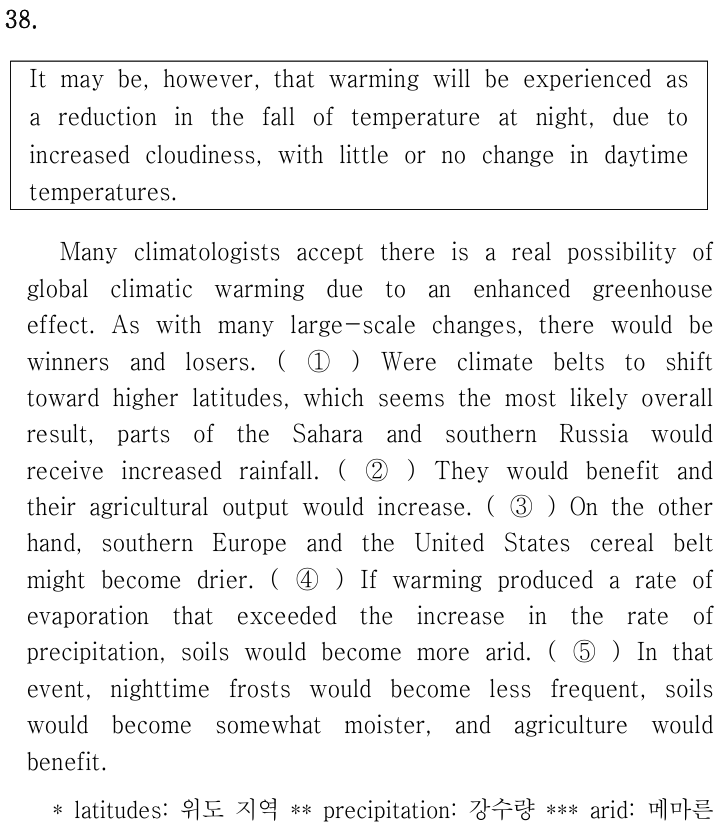 38.
It may be, however, that warming will be experienced as
a reduction in the fall of temperature at night, due to
increased cloudiness, with little or no change in daytime
temperatures.
Many climatologists accept there is a real possibility of
global climatic warming due to an enhanced greenhouse
effect. As with many large-scale changes, there would be
winners and losers. ( ① ) Were climate belts to shift
toward higher latitudes, which seems the most likely overall
result, parts of the Sahara and southern Russia would
receive increased rainfall. ( ② ) They would benefit and
their agricultural output would increase. ( ③ ) On the other
hand, southern Europe and the United States cereal belt
might become drier. ( ④ ) If warming produced a rate of
evaporation that exceeded the increase in the rate of
precipitation, soils would become more arid. ( ⑤ ) In that
event, nighttime frosts would become less frequent, soils
would become somewhat moister, and agriculture would
benefit.
* latitudes: 위도 지역 ** precipitation: 강수량 *** arid: 메마른